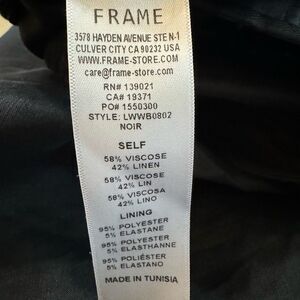 FRAME
3578 HAYDEN AVENUE STE N-1
CULVER CITY CA 90232 USA
WWW.FRAME-STORE.COM
care@frame-store.com
RN# 139021
CA# 19371
PO# 1550300
STYLE: LWWB0802
NOIR
SELF
58% VISCOSE
42% LINEN
58% VISCOSE
42% LIN
58% VISCOSA
42% LINO
LINING
95% POLYESTER
5% ELASTANE
95% POLYESTER
5% ELASTHANNE
95% POLIÉSTER
5% ELASTANO
MADE IN TUNISIA